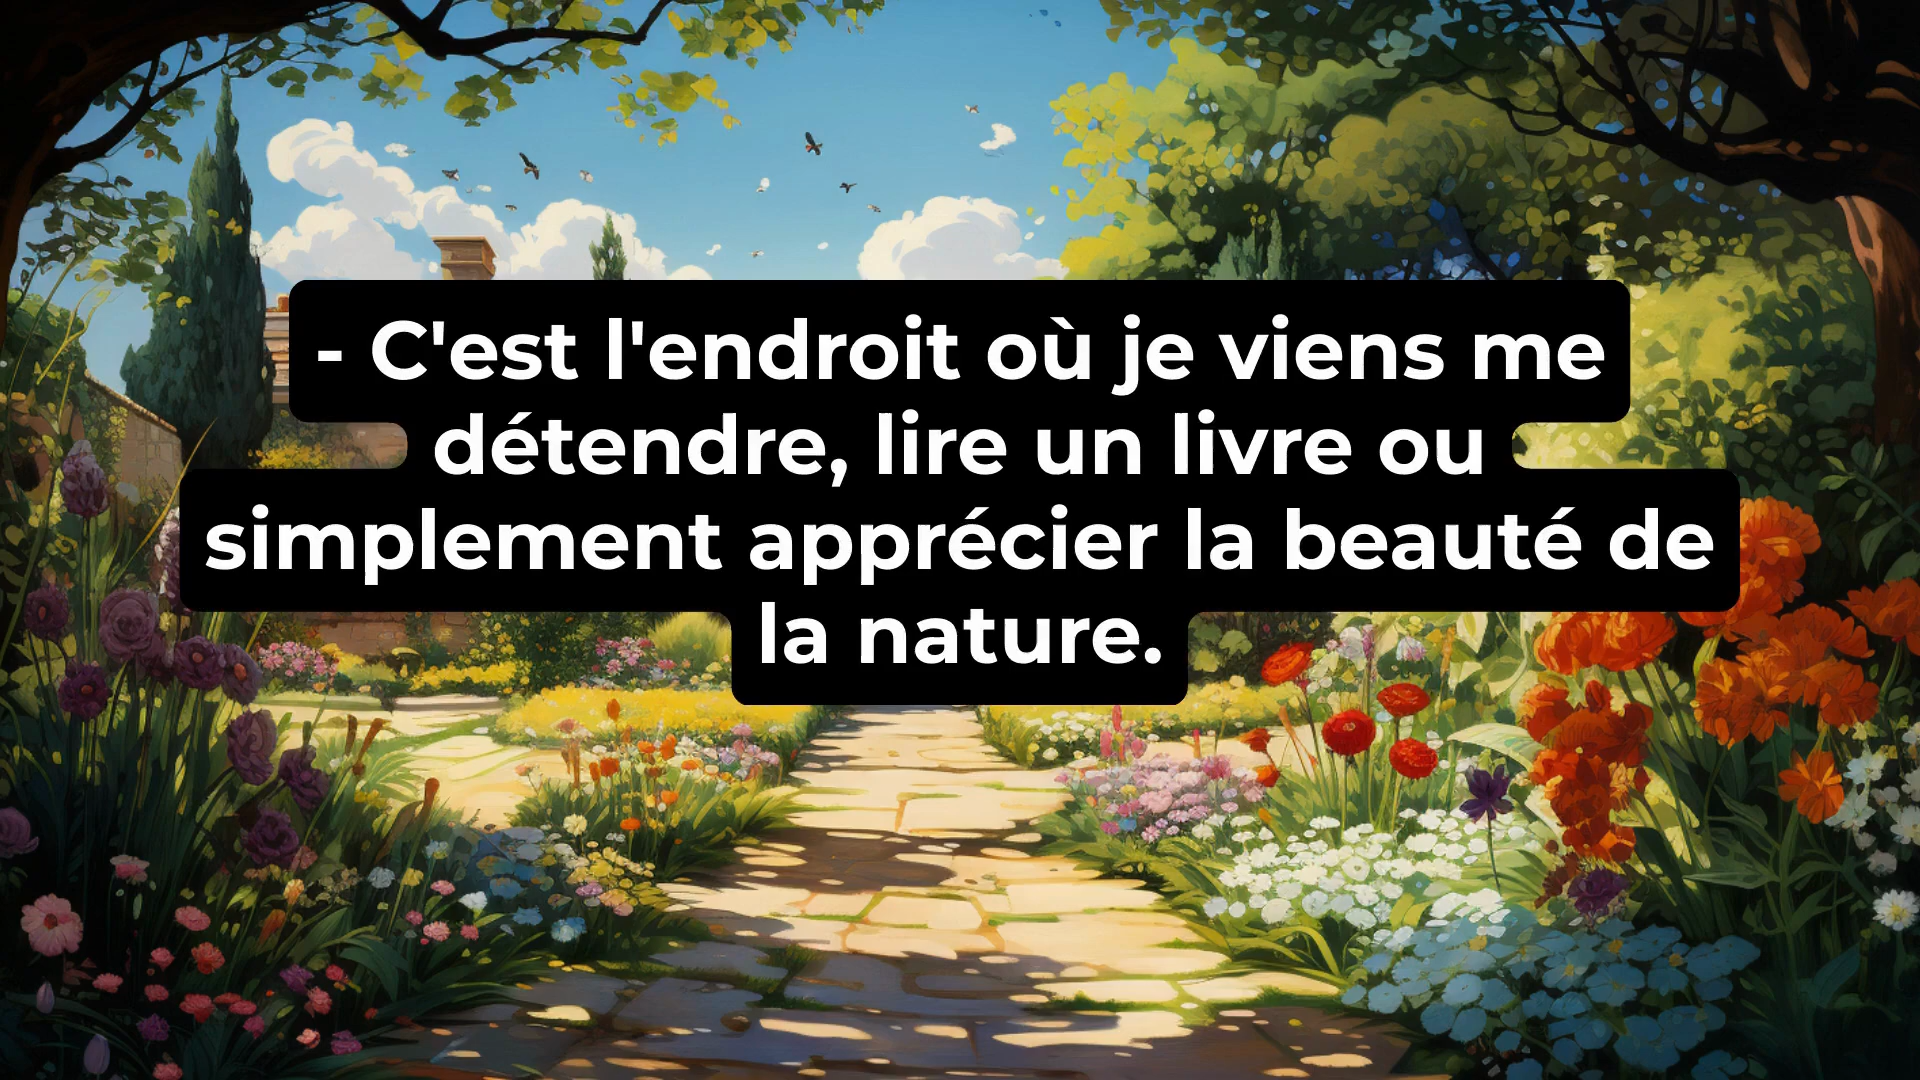 - C'est l'endroit où je viens me
détendre, lire un livre ou
simplement apprécier la beauté de
la nature.